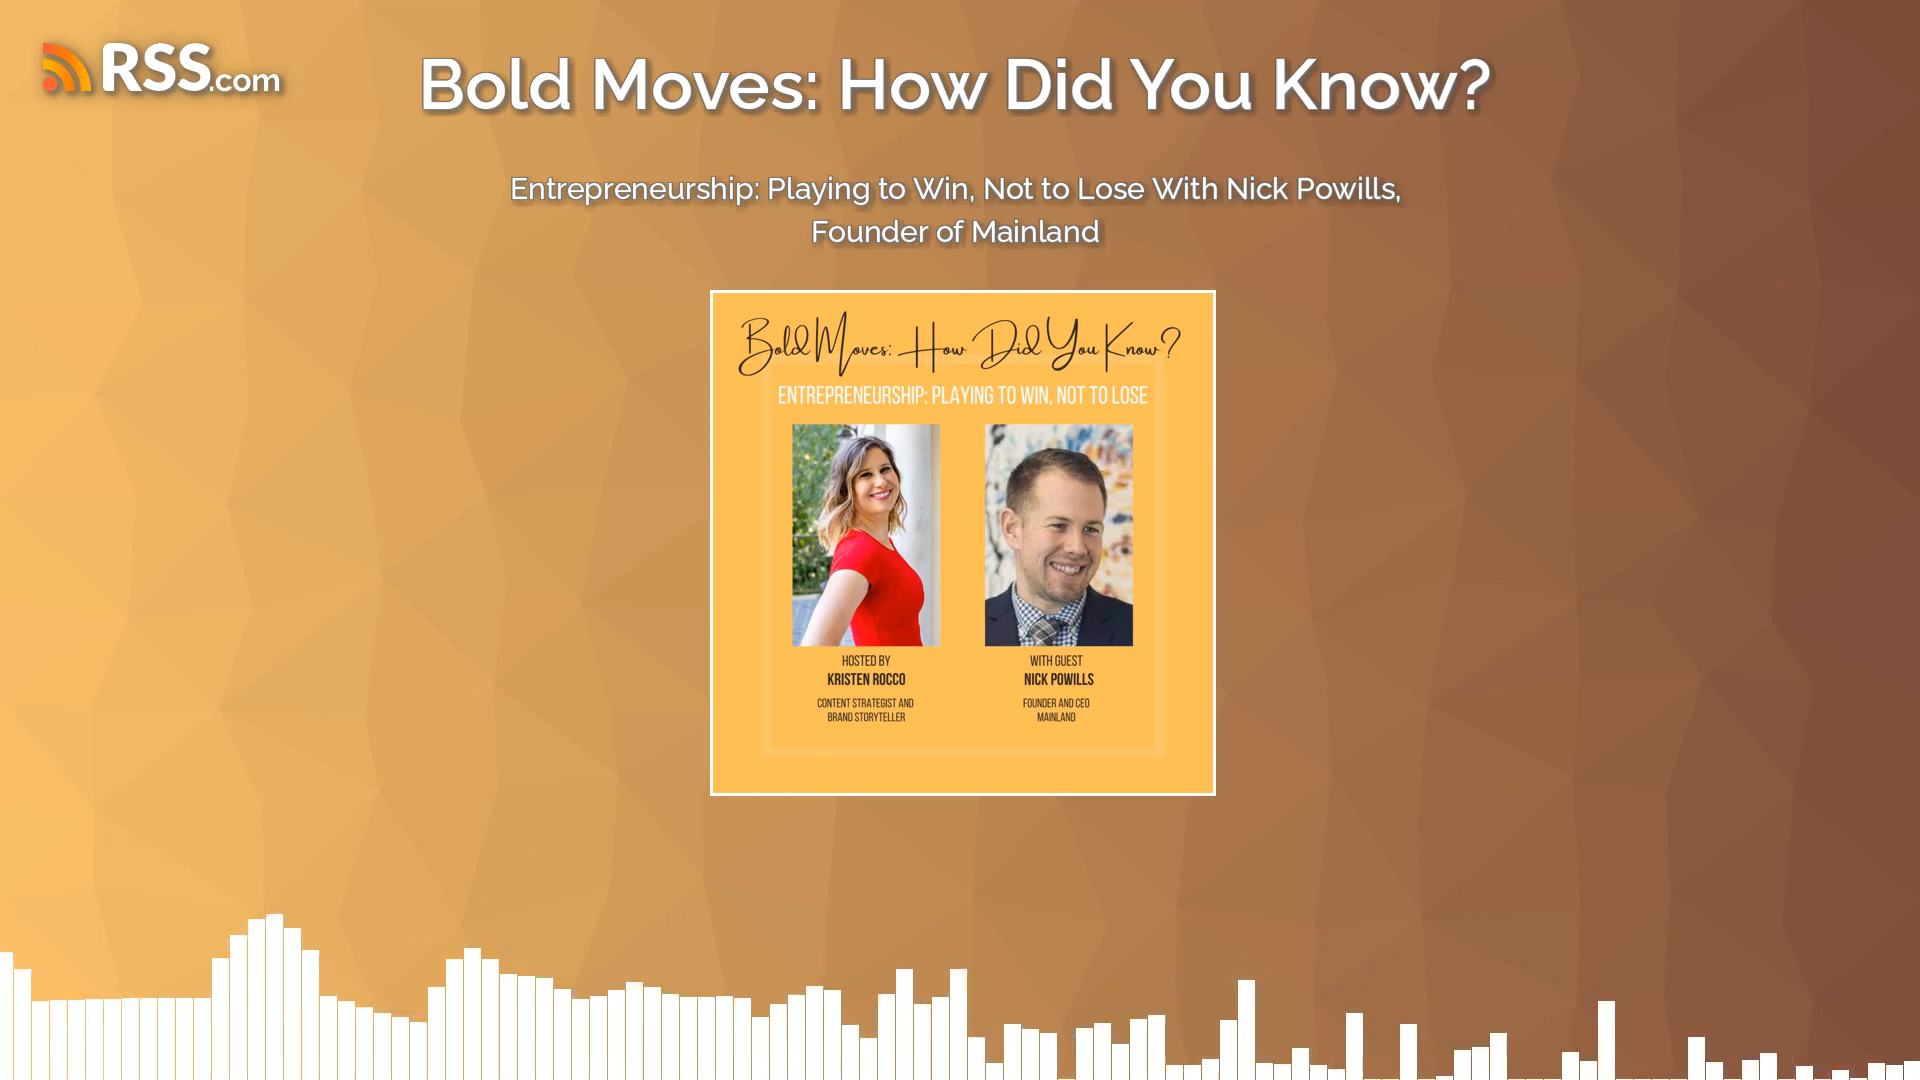 RSS.com
Bold Moves: How Did You Know?
Entrepreneurship: Playing to Win, Not to Lose With Nick Powills,
Founder of Mainland
Bold Moves: How Did You Know?
ENTREPRENEURSHIP: PLAYING TO WIN, NOT TO LOSE
HOSTED BY
KRISTEN ROCCO
CONTENT STRATEGIST AND
BRAND STORYTELLER
WITH GUEST
NICK POWILLS
FOUNDER AND CEO
MAINLAND